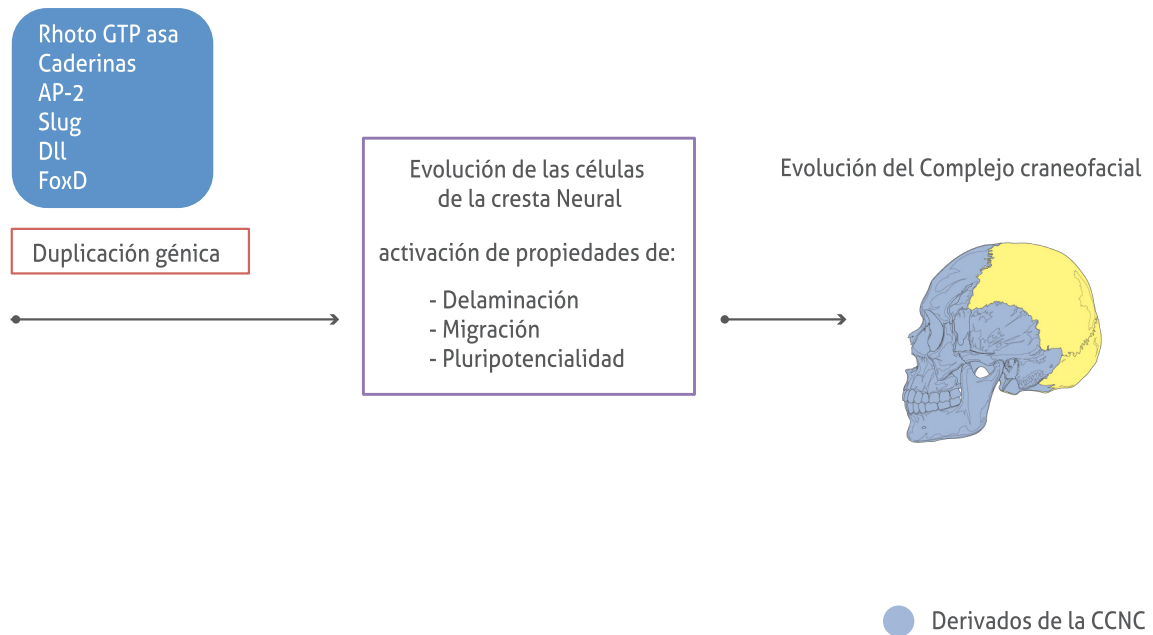 Rhoto GTP asa
Caderinas
AP-2
Slug
Dll
FoxD
Duplicación génica
Evolución de las células
de la cresta Neural
activación de propiedades de:
- Delaminación
- Migración
- Pluripotencialidad
Evolución del Complejo craneofacial
Derivados de la CCNC